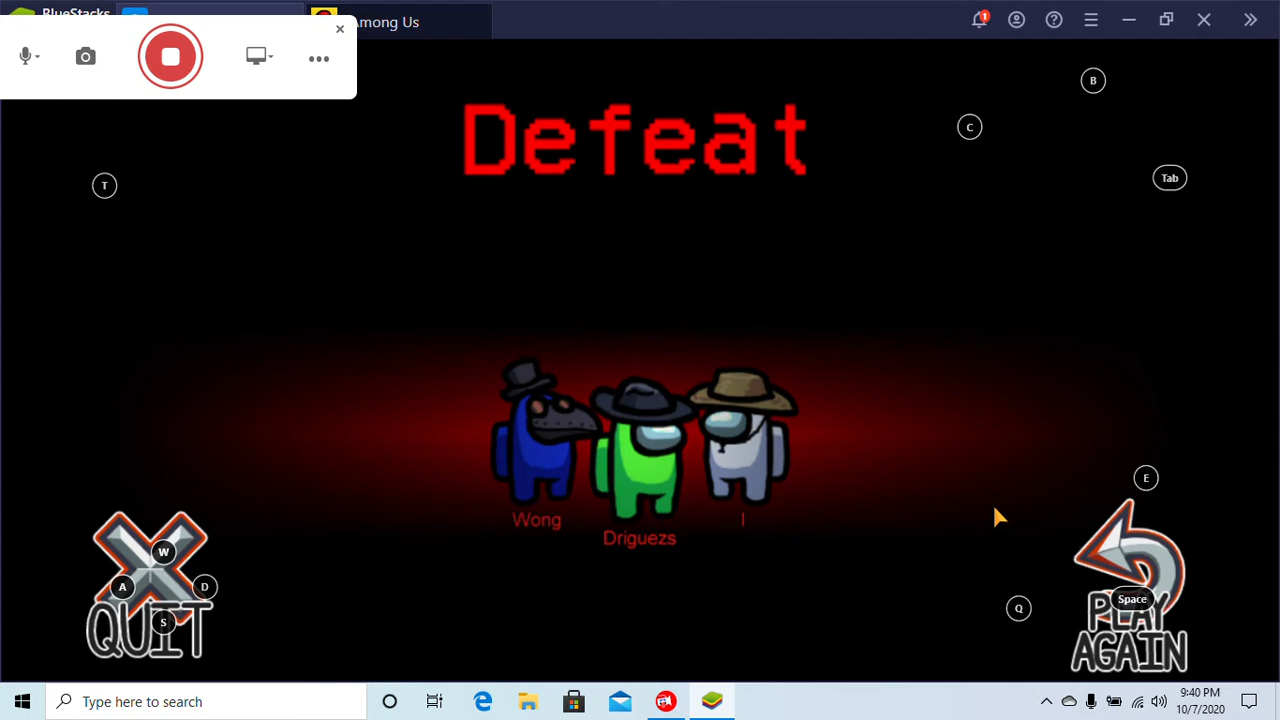 BlueStacks
Among Us
1
B
C
T
Tab
Defeat
Wong
Driguezs
I
E
W
A
D
S
QUIT
Q
Space
PLAY
AGAIN
Type here to search
9:40 PM
10/7/2020